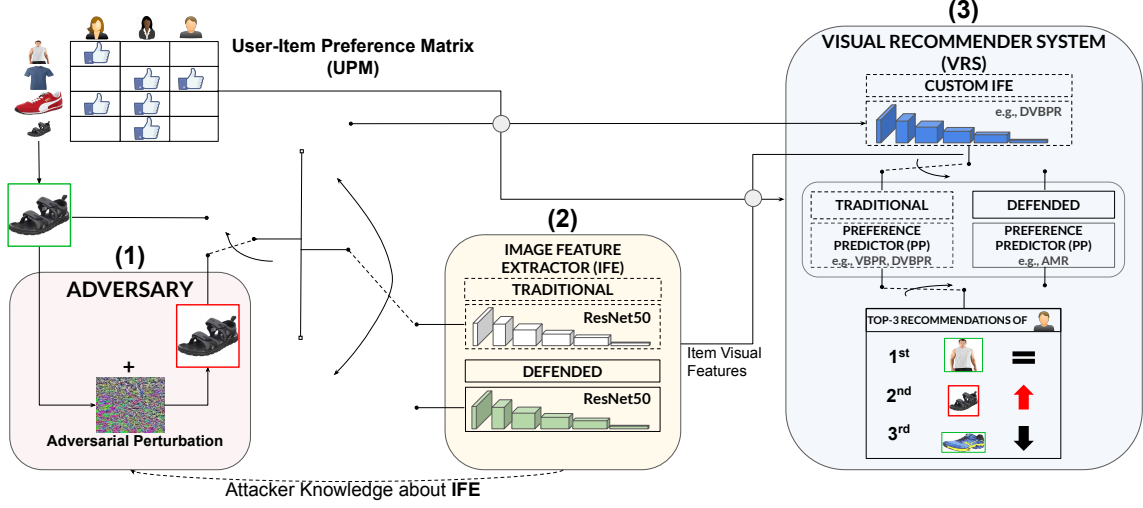 User-Item Preference Matrix
(UPM)
(1)
ADVERSARY
+
Adversarial Perturbation
Attacker Knowledge about IFE
(2)
IMAGE FEATURE
EXTRACTOR (IFE)
TRADITIONAL
ResNet50
DEFENDED
ResNet50
Item Visual
Features
(3)
VISUAL RECOMMENDER SYSTEM
(VRS)
CUSTOM IFE
e.g., DVBPR
TRADITIONAL
PREFERENCE
PREDICTOR (PP)
e.g., VBPR, DVBPR
DEFENDED
PREFERENCE
PREDICTOR (PP)
e.g., AMR
TOP-3 RECOMMENDATIONS OF
1st
=
2nd
3rd